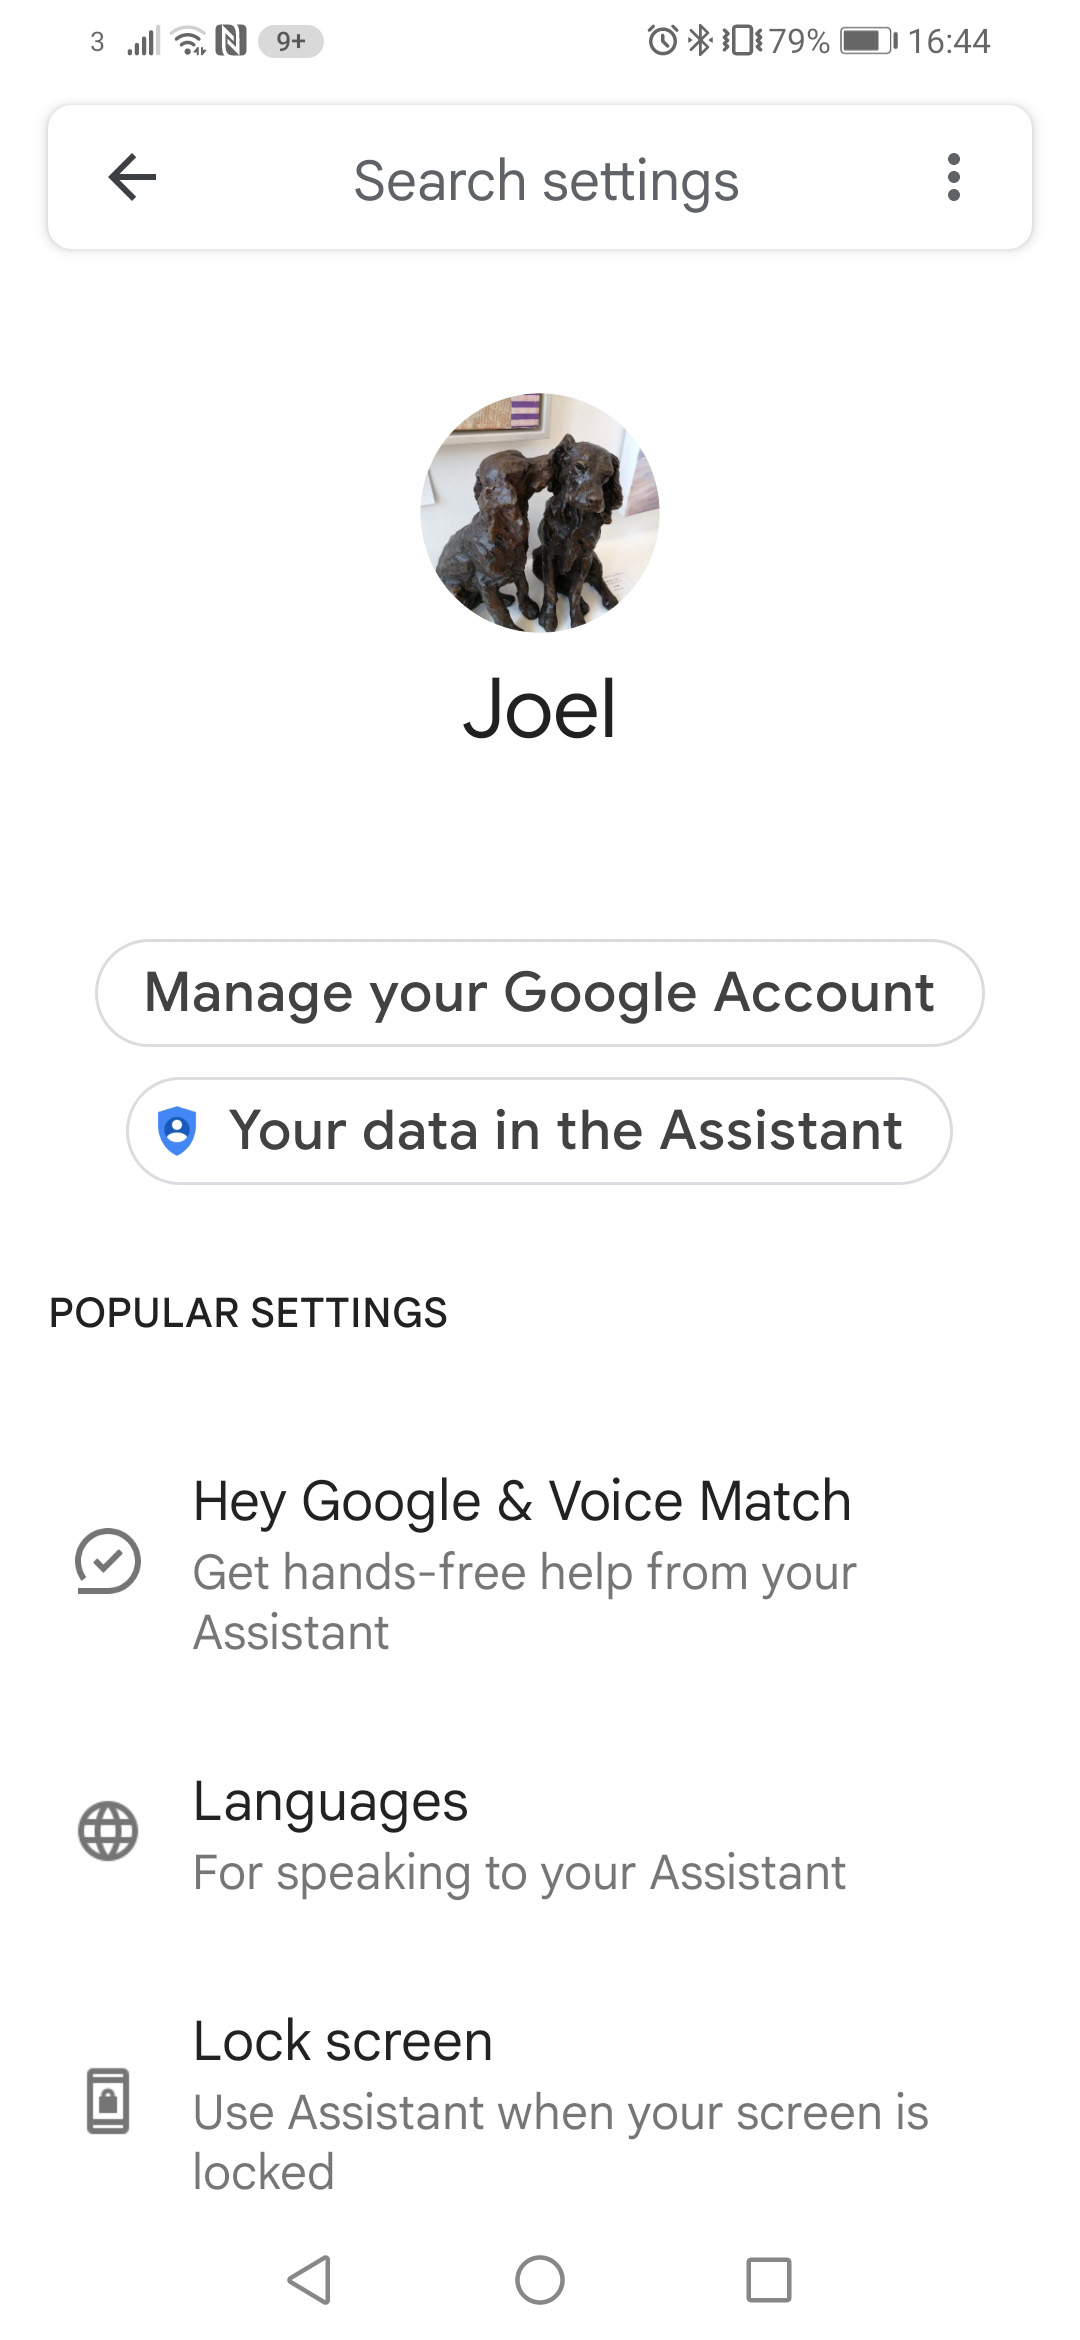 3 9+ 79% 16:44
Search settings
Joel
Manage your Google Account
Your data in the Assistant
POPULAR SETTINGS
Hey Google & Voice Match
Get hands-free help from your
Assistant
Languages
For speaking to your Assistant
Lock screen
Use Assistant when your screen is
locked